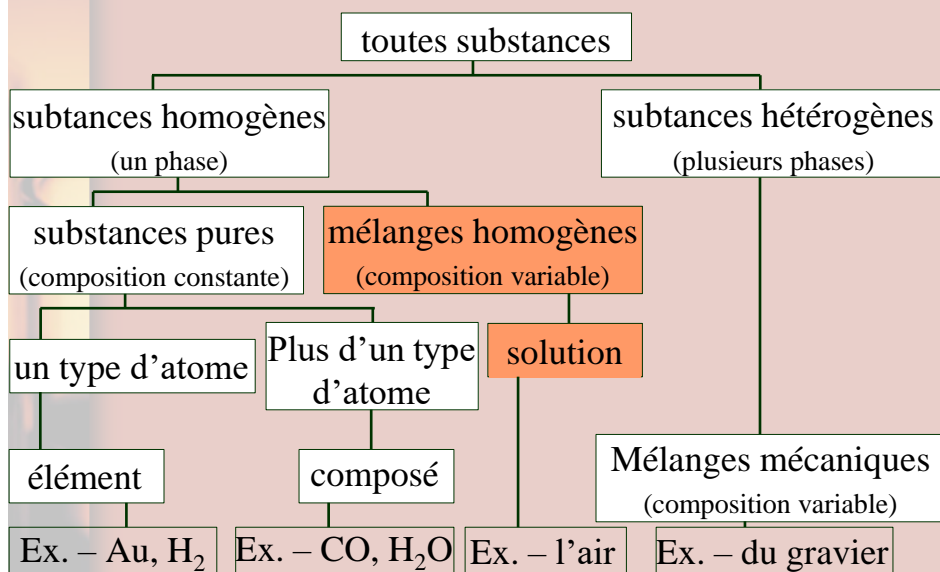 toutes substances
subtances homogènes
(un phase)
subtances hétérogènes
(plusieurs phases)
substances pures
(composition constante)
mélanges homogènes
(composition variable)
un type d’atome
Plus d’un type
d’atome
solution
élément
composé
Mélanges mécaniques
(composition variable)
Ex. – Au, H₂
Ex. – CO, H₂O
Ex. – l’air
Ex. – du gravier